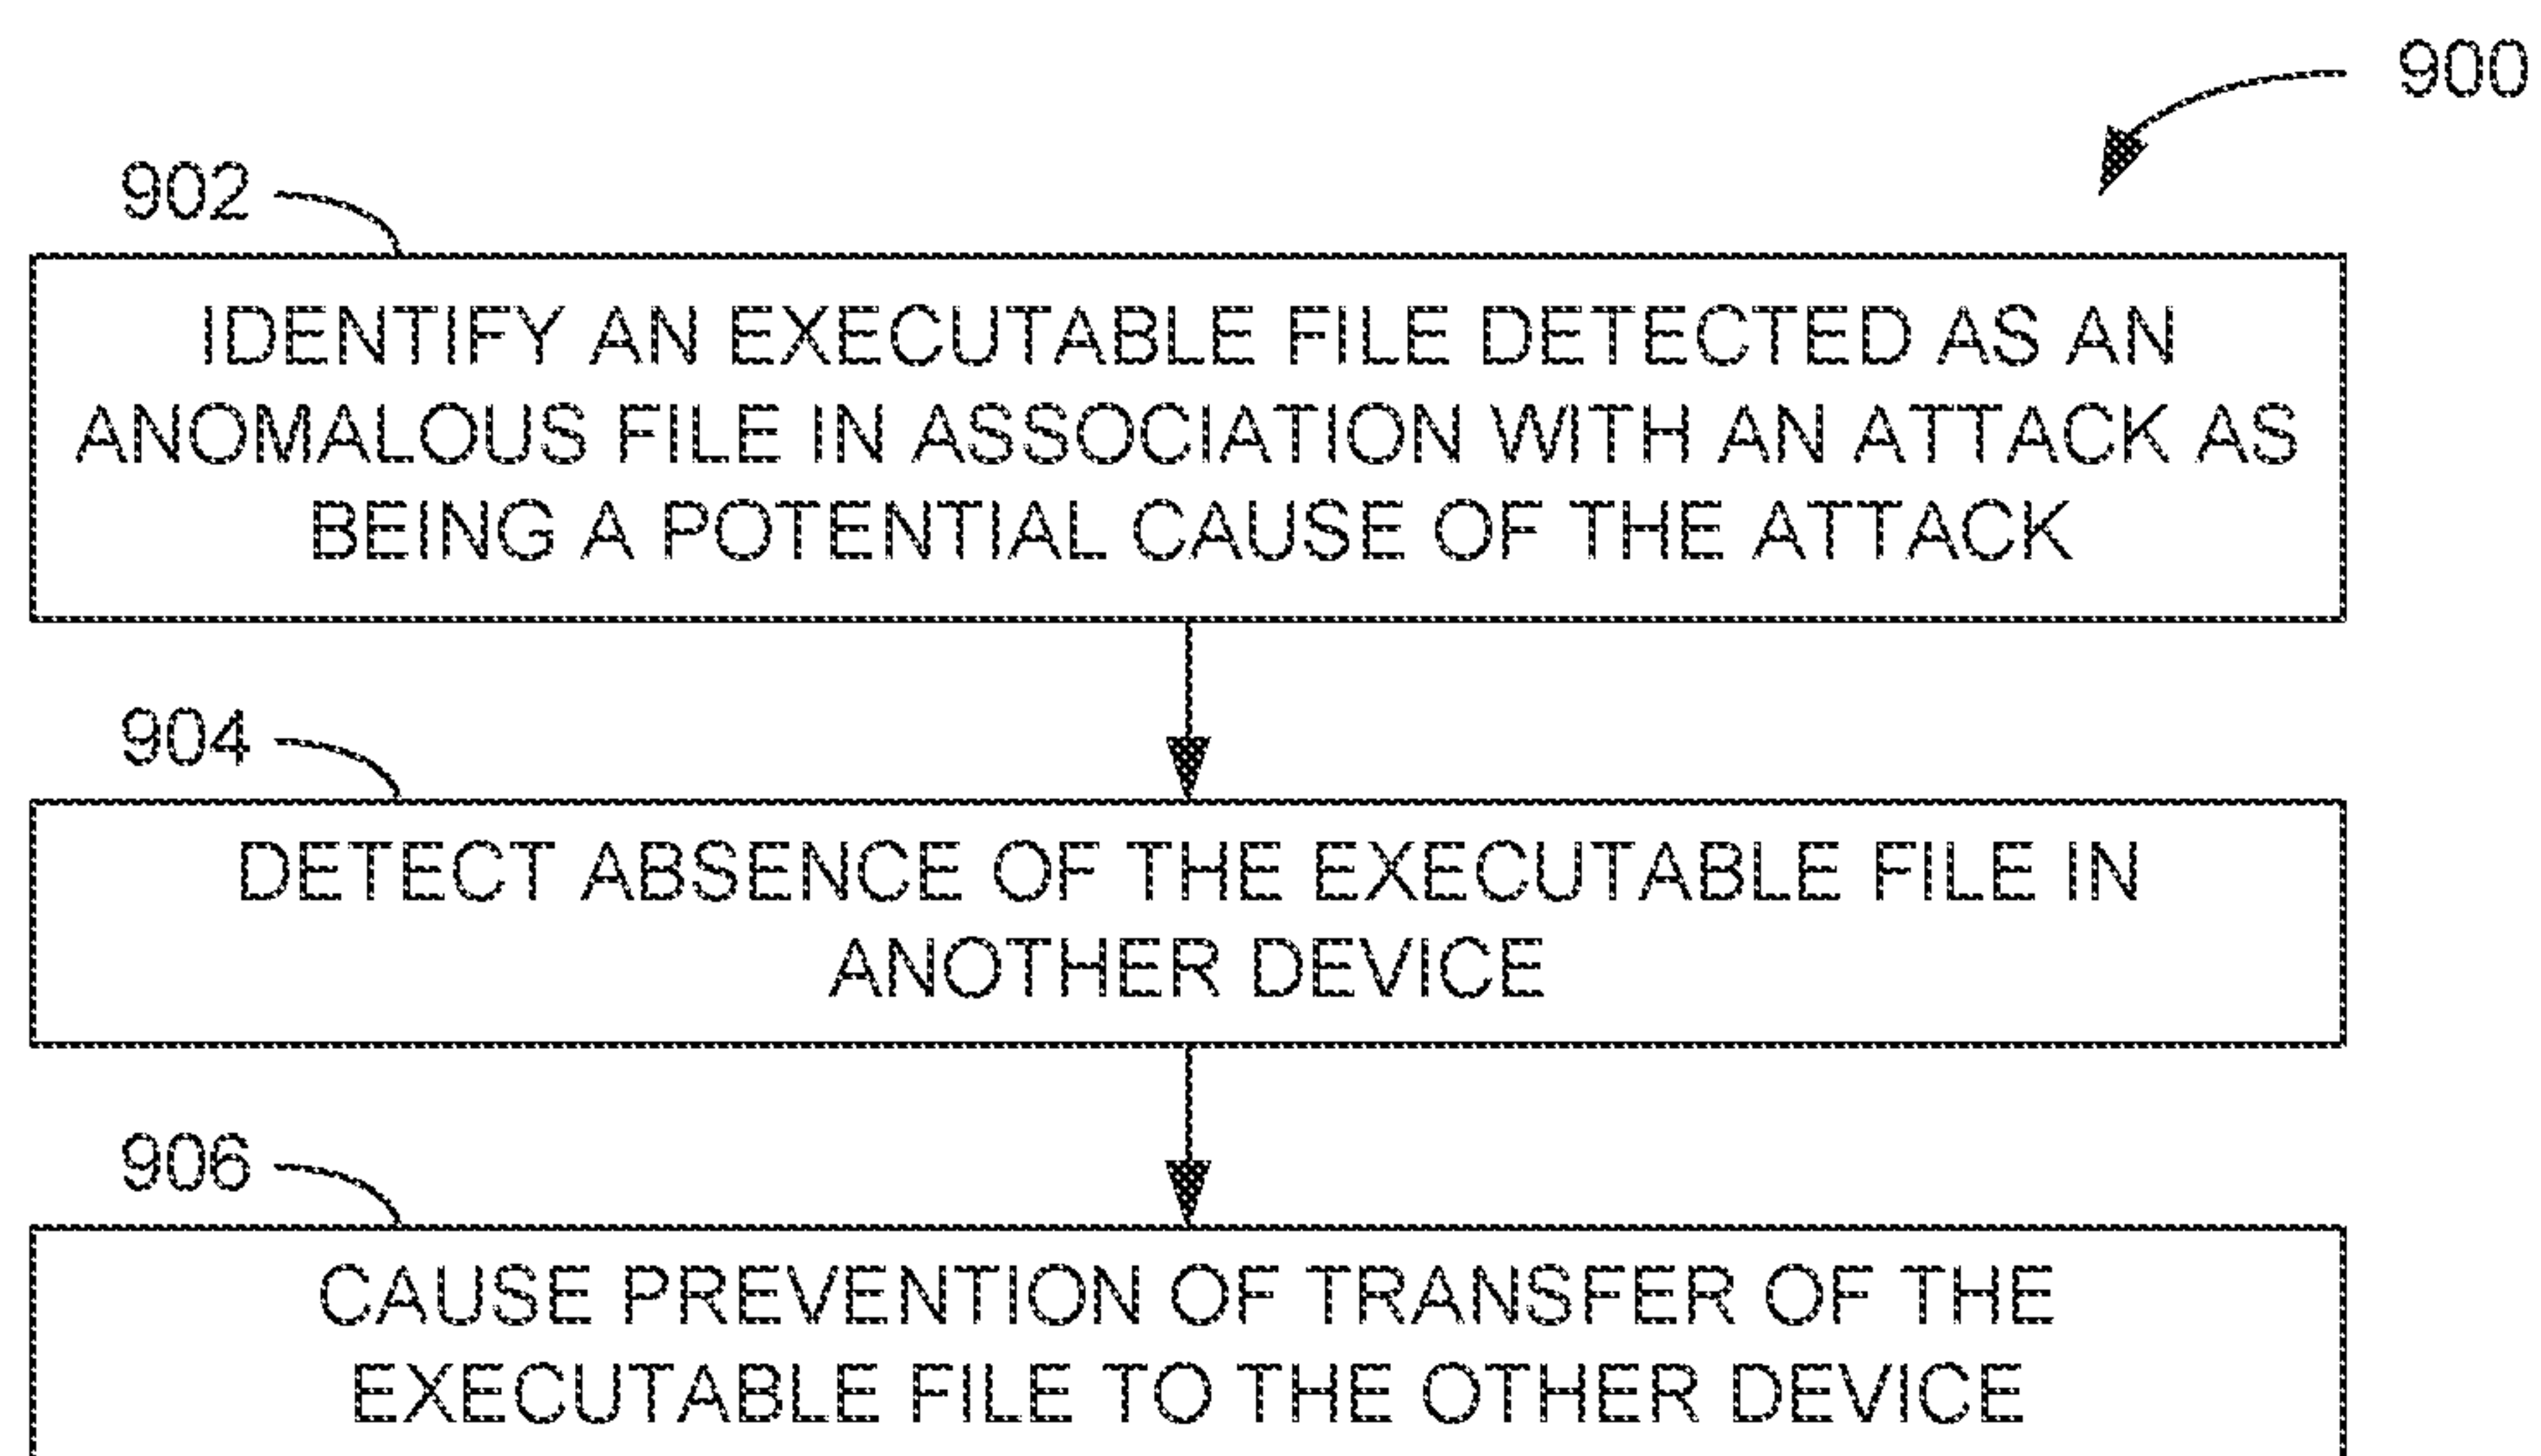 900
902
IDENTIFY AN EXECUTABLE FILE DETECTED AS AN
ANOMALOUS FILE IN ASSOCIATION WITH AN ATTACK AS
BEING A POTENTIAL CAUSE OF THE ATTACK
904
DETECT ABSENCE OF THE EXECUTABLE FILE IN
ANOTHER DEVICE
906
CAUSE PREVENTION OF TRANSFER OF THE
EXECUTABLE FILE TO THE OTHER DEVICE